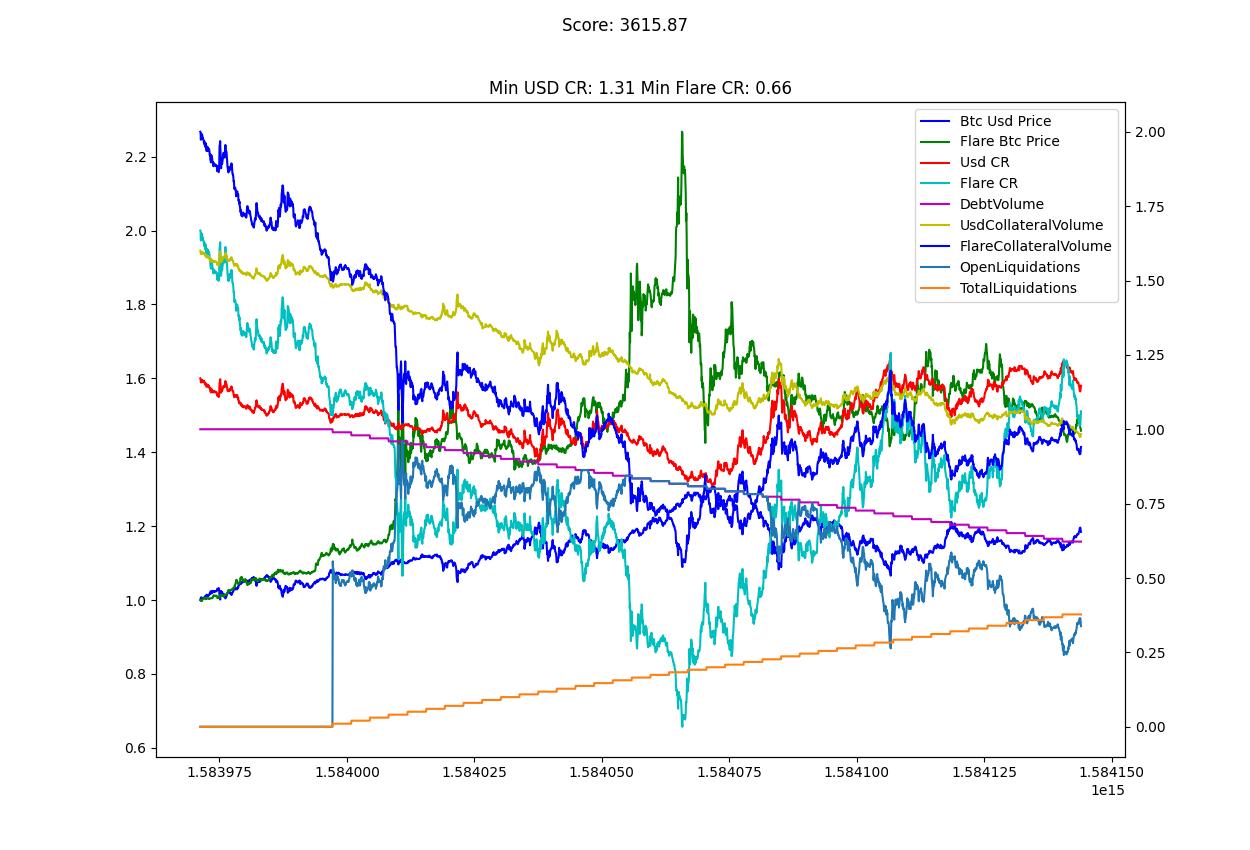 Score: 3615.87
Min USD CR: 1.31 Min Flare CR: 0.66
Btc Usd Price
Flare Btc Price
Usd CR
Flare CR
DebtVolume
UsdCollateralVolume
FlareCollateralVolume
OpenLiquidations
TotalLiquidations
2.2
2.0
1.8
1.6
1.4
1.2
1.0
0.8
0.6
2.00
1.75
1.50
1.25
1.00
0.75
0.50
0.25
0.00
1.583975 1.584000 1.584025 1.584050 1.584075 1.584100 1.584125 1.584150
1e15